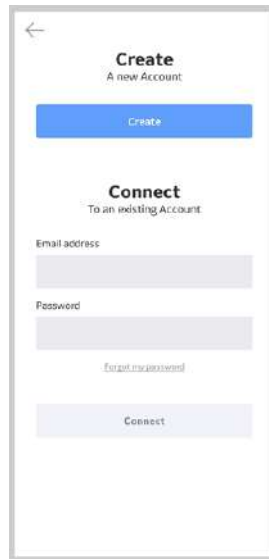 Create
A new Account
Create
Connect
To an existing Account
Email address
Password
Forgot my password
Connect